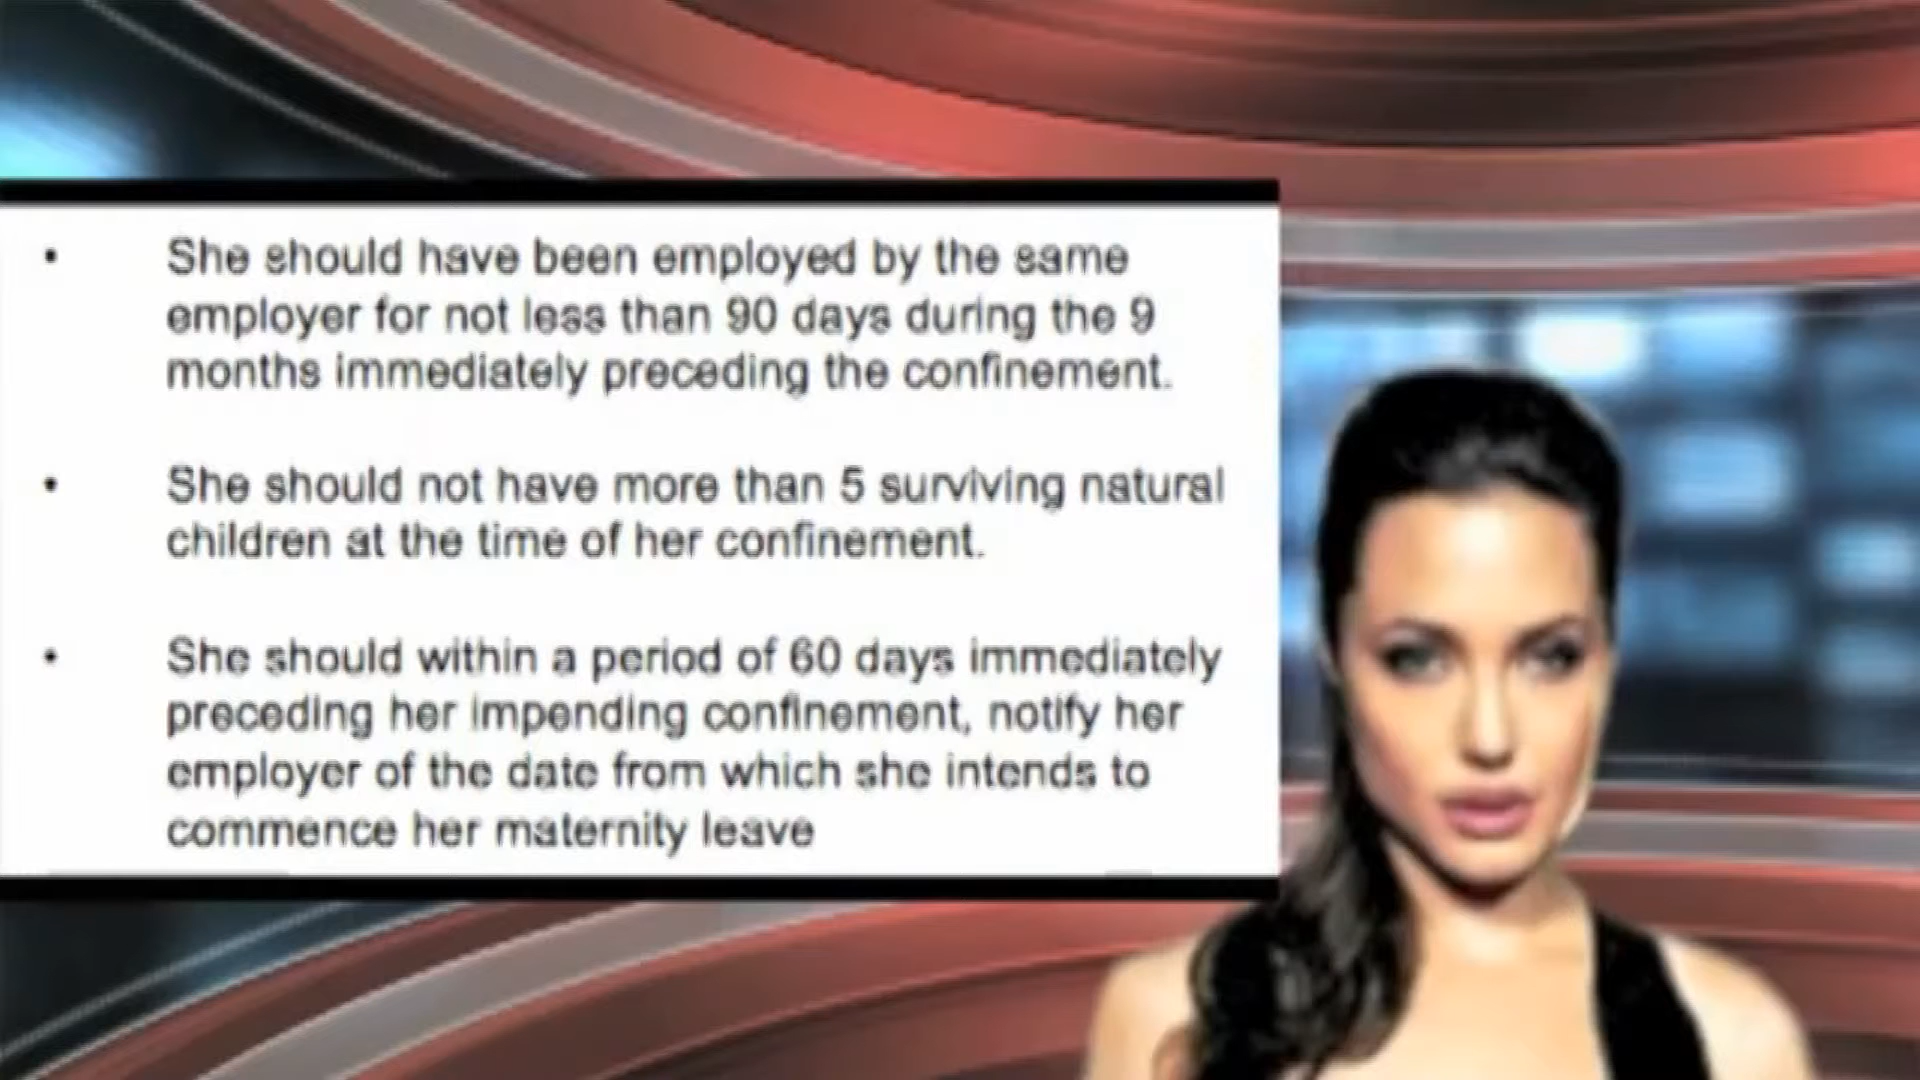 • She should have been employed by the same
employer for not less than 90 days during the 9
months immediately preceding the confinement.
• She should not have more than 5 surviving natural
children at the time of her confinement.
• She should within a period of 60 days immediately
preceding her impending confinement, notify her
employer of the date from which she intends to
commence her maternity leave